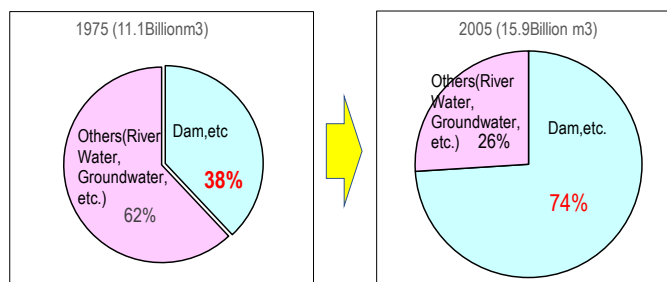 1975 (11.1Billionm3)
Others(River
Water,
Groundwater,
etc.)
62%
Dam,etc
38%
2005 (15.9Billion m3)
Others(River
Water,
Groundwater,
etc.) 26%
Dam,etc.
74%